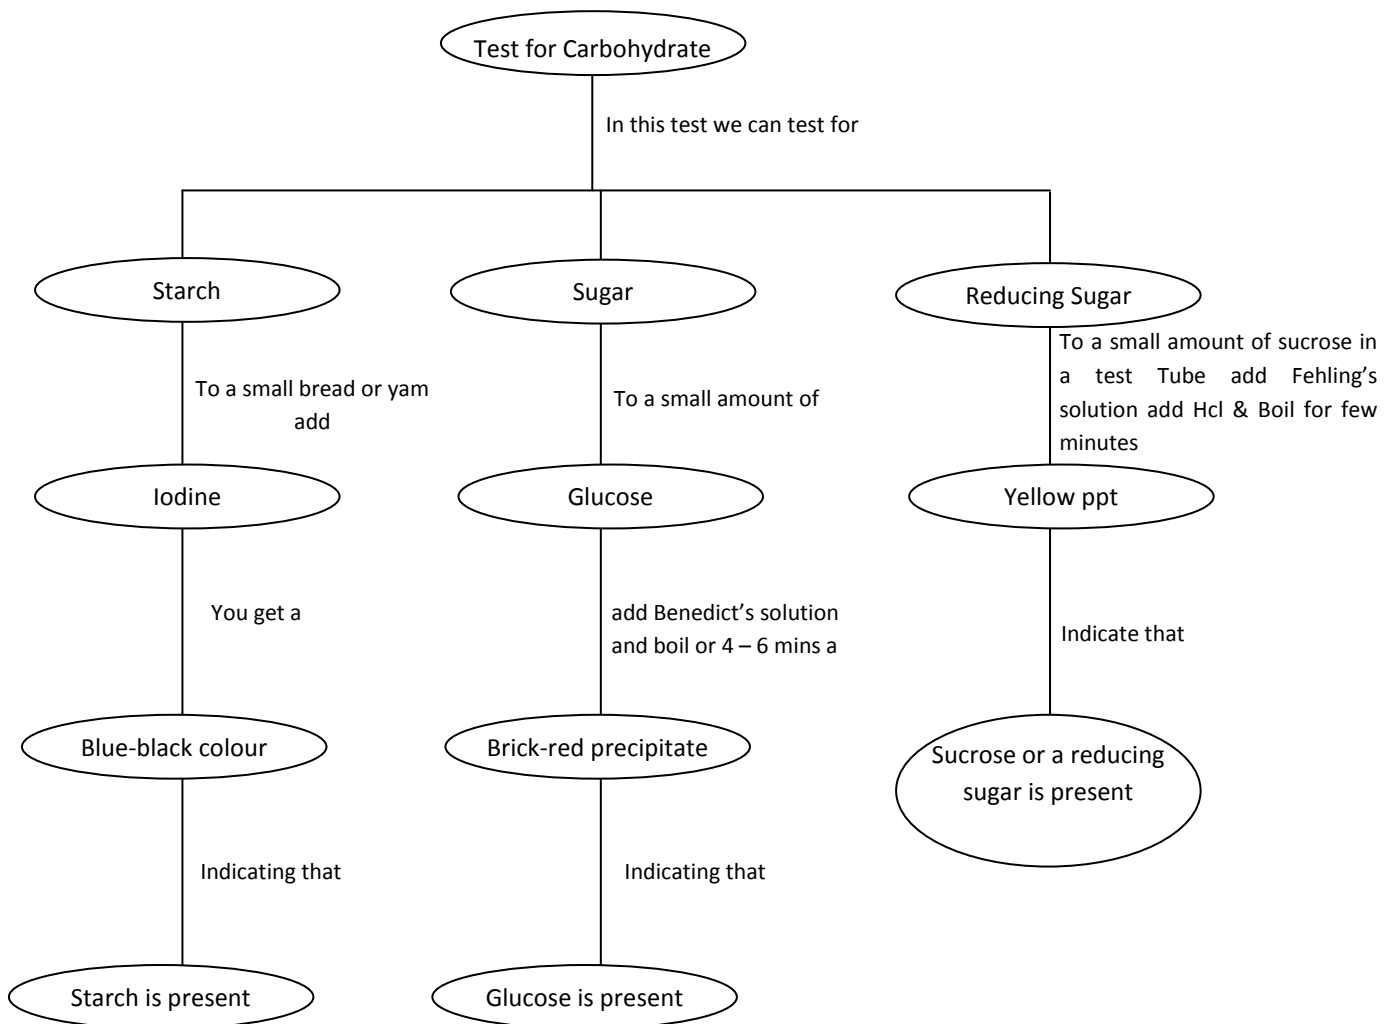 Test for Carbohydrate
In this test we can test for
Starch
Sugar
Reducing Sugar
To a small bread or yam
add
To a small amount of
To a small amount of sucrose in
a test Tube add Fehling’s
solution add Hcl & Boil for few
minutes
Iodine
Glucose
Yellow ppt
You get a
add Benedict’s solution
and boil or 4 – 6 mins a
Indicate that
Blue-black colour
Brick-red precipitate
Sucrose or a reducing
sugar is present
Indicating that
Indicating that
Starch is present
Glucose is present